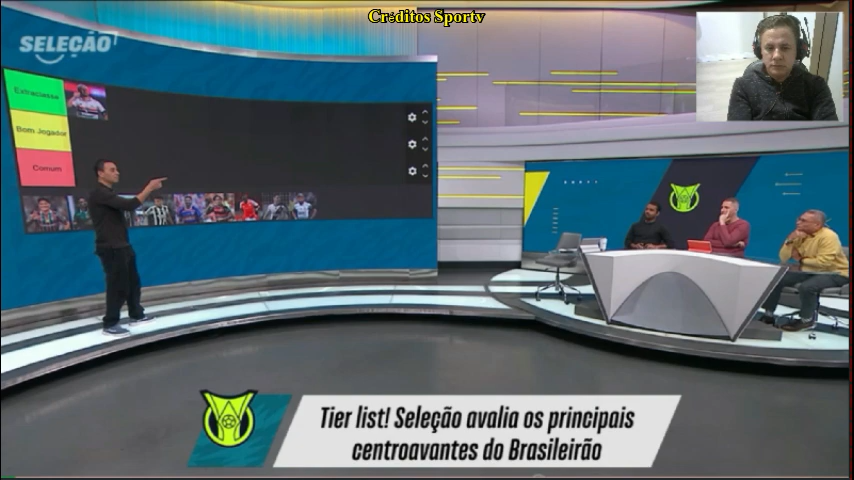 Créditos Sportv
SELEÇÃO
Extraclasse
Bom Jogador
Comum
Tier list! Seleção avalia os principais
centroavantes do Brasileirão